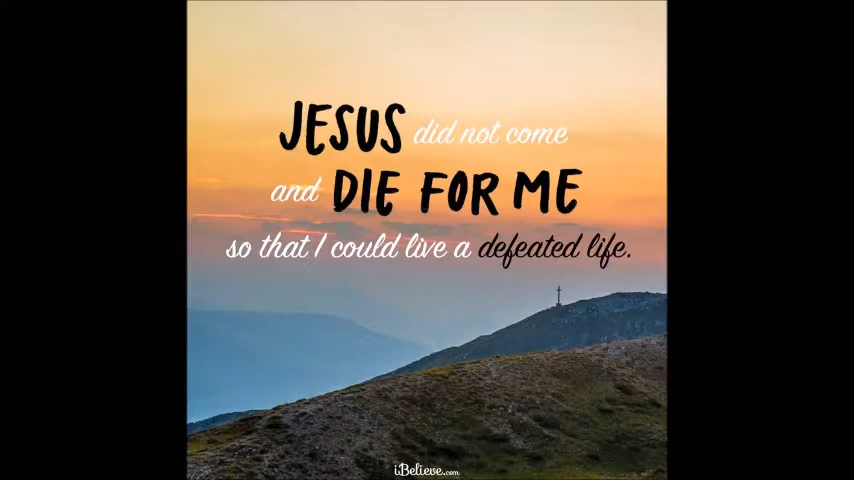 JESUS did not come
and DIE FOR ME
so that I could live a defeated life.
iBelieve.com